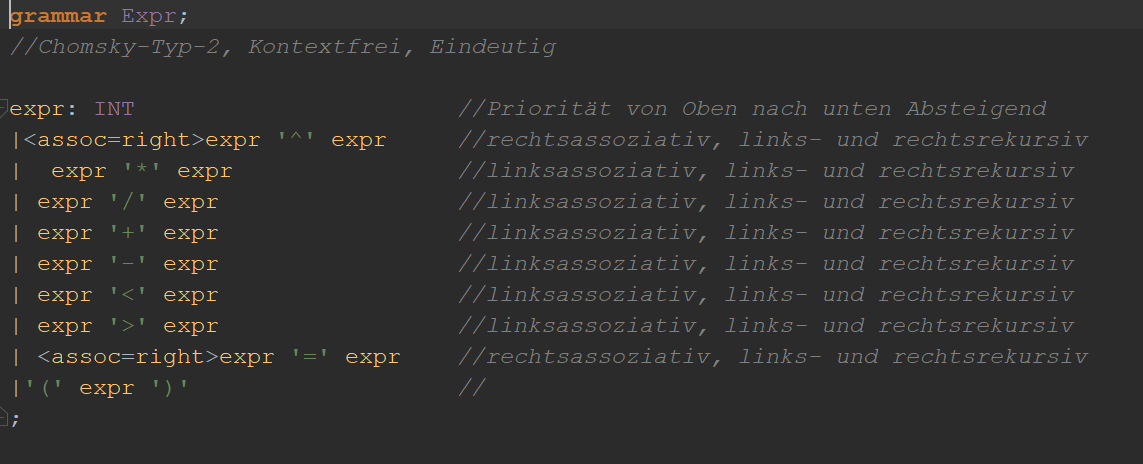 grammar Expr;
//Chomsky-Typ-2, Kontextfrei, Eindeutig
expr: INT //Priorität von Oben nach unten Absteigend
|<assoc=right>expr '^' expr //rechtsassoziativ, links- und rechtsrekursiv
| expr '*' expr //linksassoziativ, links- und rechtsrekursiv
| expr '/' expr //linksassoziativ, links- und rechtsrekursiv
| expr '+' expr //linksassoziativ, links- und rechtsrekursiv
| expr '-' expr //linksassoziativ, links- und rechtsrekursiv
| expr '<' expr //linksassoziativ, links- und rechtsrekursiv
| expr '>' expr //linksassoziativ, links- und rechtsrekursiv
| <assoc=right>expr '=' expr //rechtsassoziativ, links- und rechtsrekursiv
|'(' expr ')' //
;